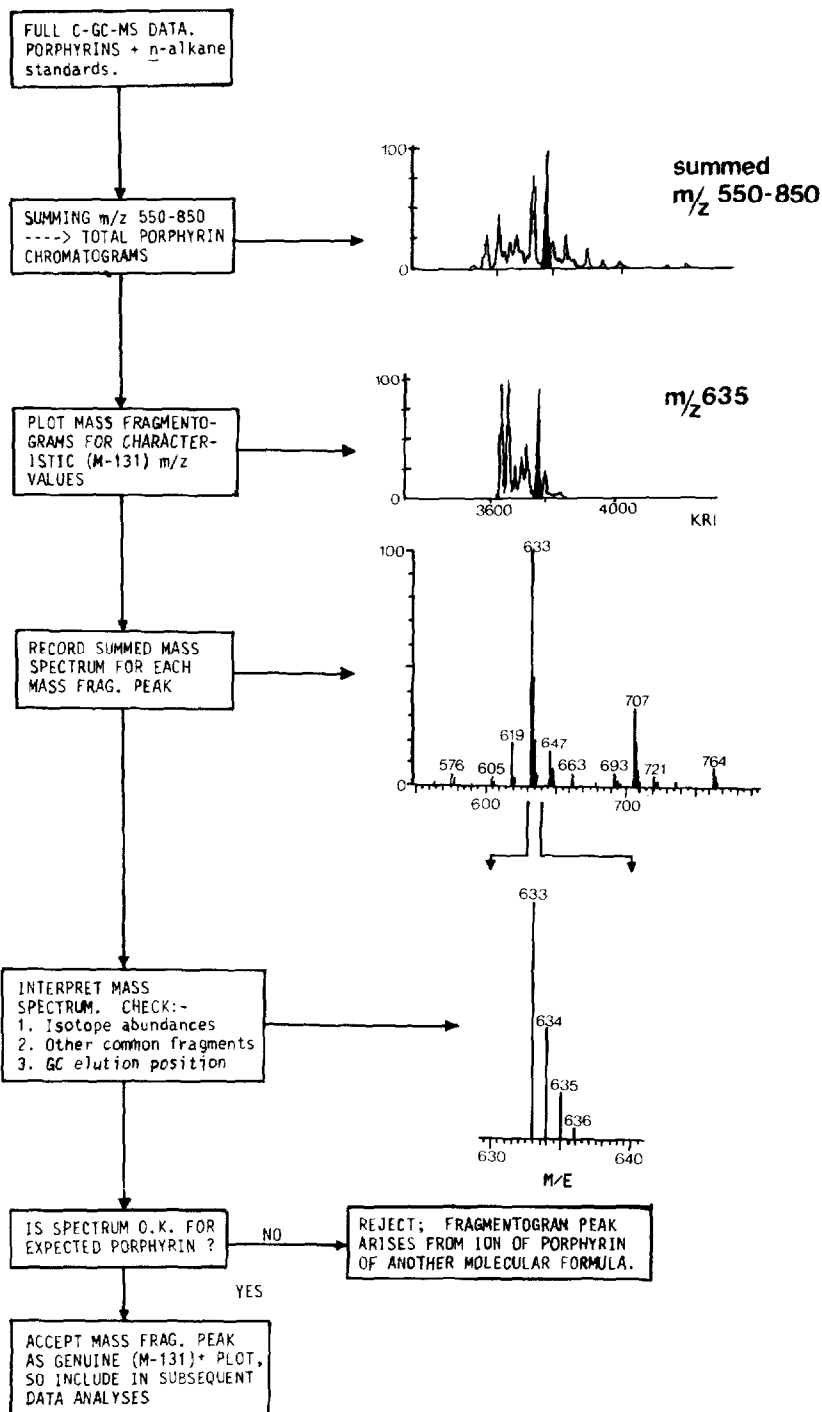 FULL C-GC-MS DATA.
PORPHYRINS + n-alkane
standards.
SUMMING m/z 550-850
----> TOTAL PORPHYRIN
CHROMATOGRAMS
100
0
summed
m/z 550-850
PLOT MASS FRAGMENTO-
GRAMS FOR CHARACTER-
ISTIC (M-131) m/z
VALUES
100
0
m/z 635
3600
4000
KRI
RECORD SUMMED MASS
SPECTRUM FOR EACH
MASS FRAG. PEAK
100
0
633
707
619
647
576
605
663
693
721
764
600
700
INTERPRET MASS
SPECTRUM. CHECK:-
1. Isotope abundances
2. Other common fragments
3. GC elution position
633
634
635
636
630
640
M/E
IS SPECTRUM O.K. FOR
EXPECTED PORPHYRIN ?
NO
REJECT; FRAGMENTOGRAN PEAK
ARISES FROM ION OF PORPHYRIN
OF ANOTHER MOLECULAR FORMULA.
YES
ACCEPT MASS FRAG. PEAK
AS GENUINE (M-131)+ PLOT,
SO INCLUDE IN SUBSEQUENT
DATA ANALYSES